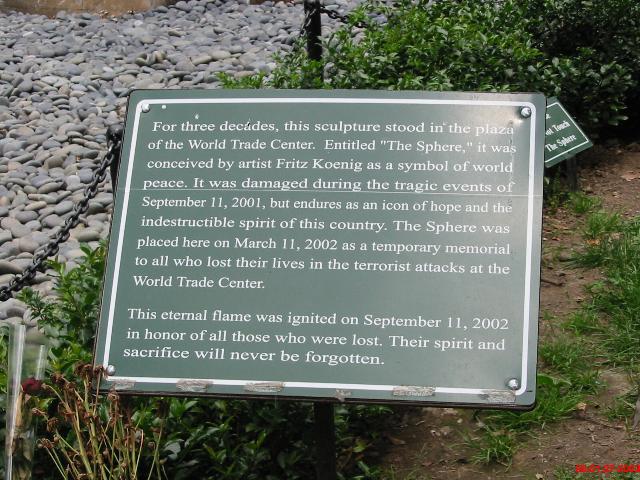 For three decades, this sculpture stood in the plaza
of the World Trade Center. Entitled "The Sphere," it was
conceived by artist Fritz Koenig as a symbol of world
peace. It was damaged during the tragic events of
September 11, 2001, but endures as an icon of hope and the
indestructible spirit of this country. The Sphere was
placed here on March 11, 2002 as a temporary memorial
to all who lost their lives in the terrorist attacks at the
World Trade Center.
This eternal flame was ignited on September 11, 2002
in honor of all those who were lost. Their spirit and
sacrifice will never be forgotten.
Touch
The Sphere